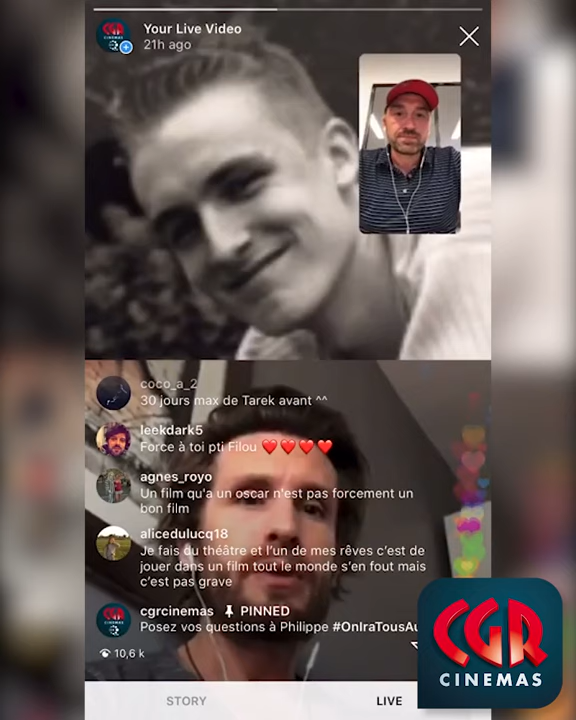 Your Live Video
21h ago
coco_a_2
30 jours max de Tarek avant ^^
leekdark5
Force à toi pti Filou ❤️❤️❤️❤️
agnes_royo
Un film qu'a un oscar n'est pas forcement un
bon film
alicedulucq18
Je fais du théâtre et l'un de mes rêves c'est de
jouer dans un film tout le monde s'en fout mais
c'est pas grave
cgrcinemas PINNED
Posez vos questions à Philippe #OnIraTousAu
10,6 k
STORY LIVE
CGR
CINEMAS